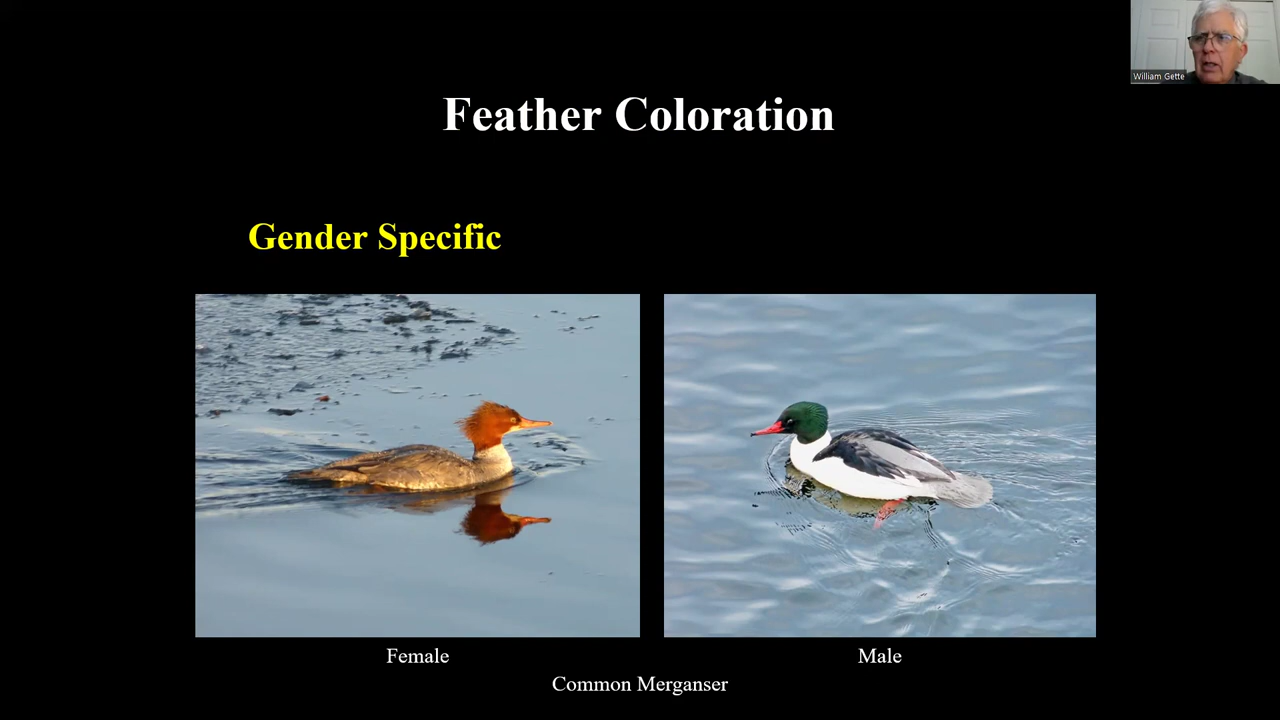 William Gette
Feather Coloration
Gender Specific
Female
Male
Common Merganser